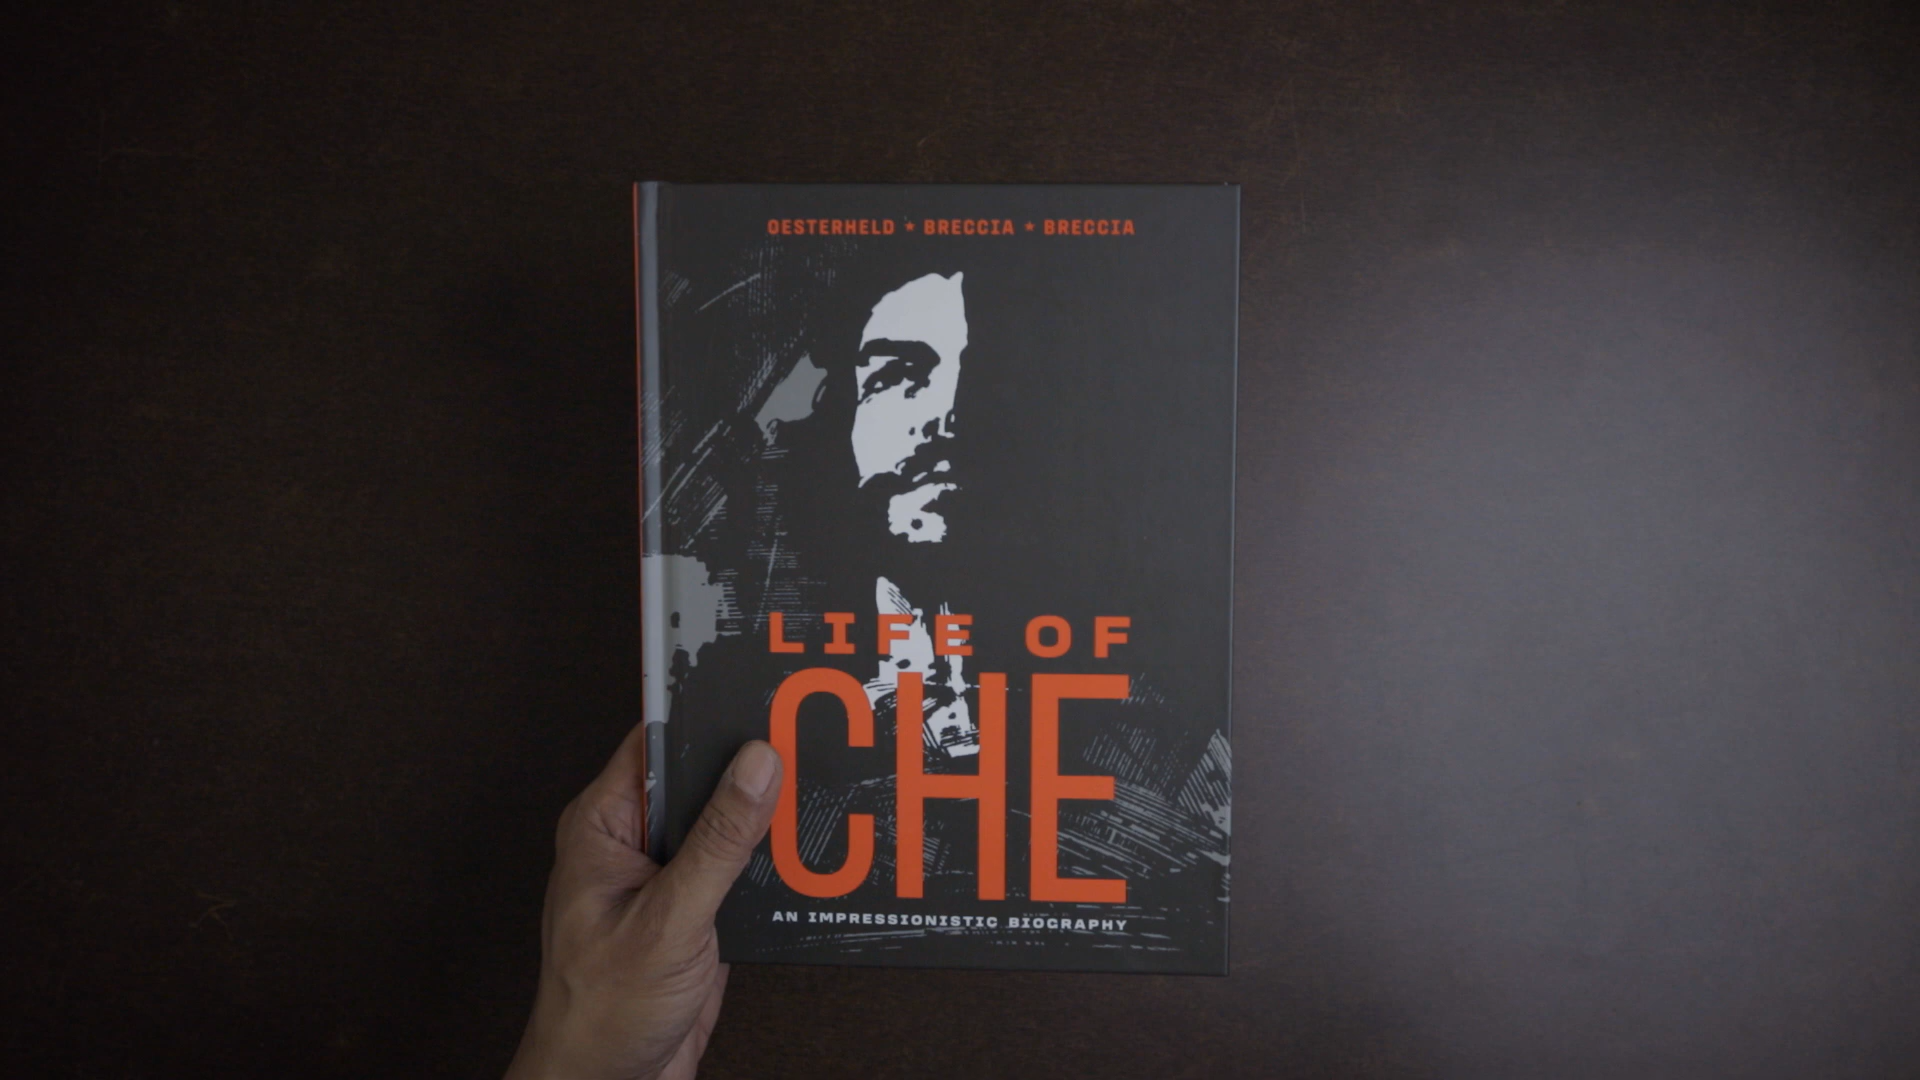 OESTERHELD ★ BRECCIA ★ BRECCIA
LIFE OF
CHE
AN IMPRESSIONISTIC BIOGRAPHY